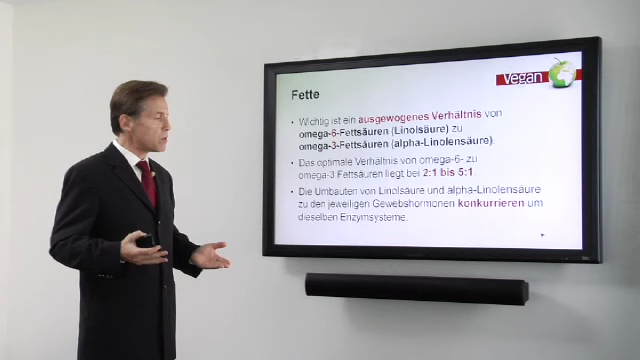 Vegan
Fette
• Wichtig ist ein ausgewogenes Verhältnis von
omega-6-Fettsäuren (Linolsäure) zu
omega-3-Fettsäuren (alpha-Linolensäure).
• Das optimale Verhältnis von omega-6- zu
omega-3 Fettsäuren liegt bei 2:1 bis 5:1.
• Die Umbauten von Linolsäure und alpha-Linolensäure
zu den jeweiligen Gewebshormonen konkurrieren um
dieselben Enzymsysteme.